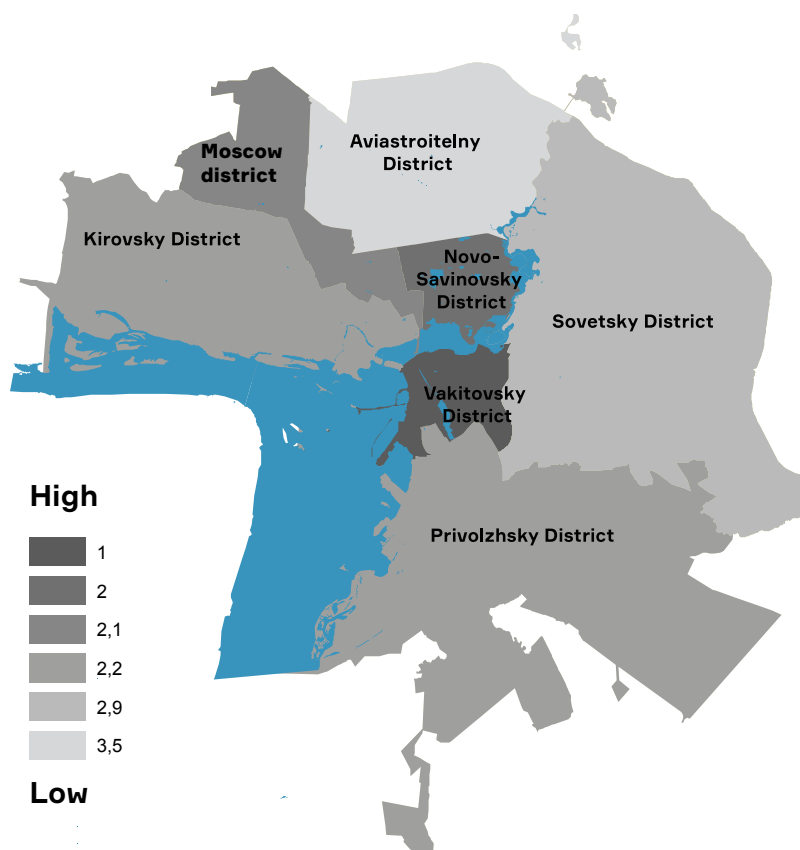 Aviastroitelny
District
Moscow
district
Kirovsky District
Novo-
Savinovsky
District
Sovetsky District
Vakitovsky
District
Privolzhsky District
High
1
2
2,1
2,2
2,9
3,5
Low